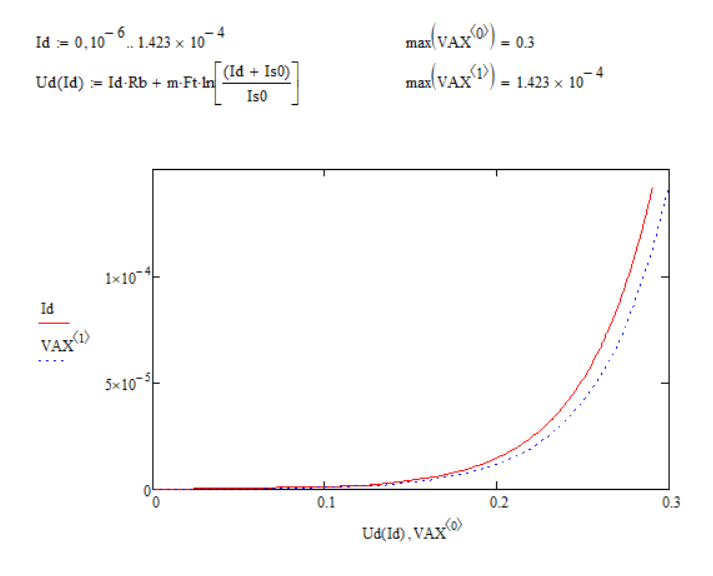 Id := 0, 10^-6 .. 1.423 × 10^-4
max(VAX^⟨0⟩) = 0.3
Ud(Id) := Id·Rb + m·Ft·ln[(Id + Is0)/Is0]
max(VAX^⟨1⟩) = 1.423 × 10^-4
1×10^-4
Id
VAX^⟨1⟩
5×10^-5
0
0 0.1 0.2 0.3
Ud(Id), VAX^⟨0⟩